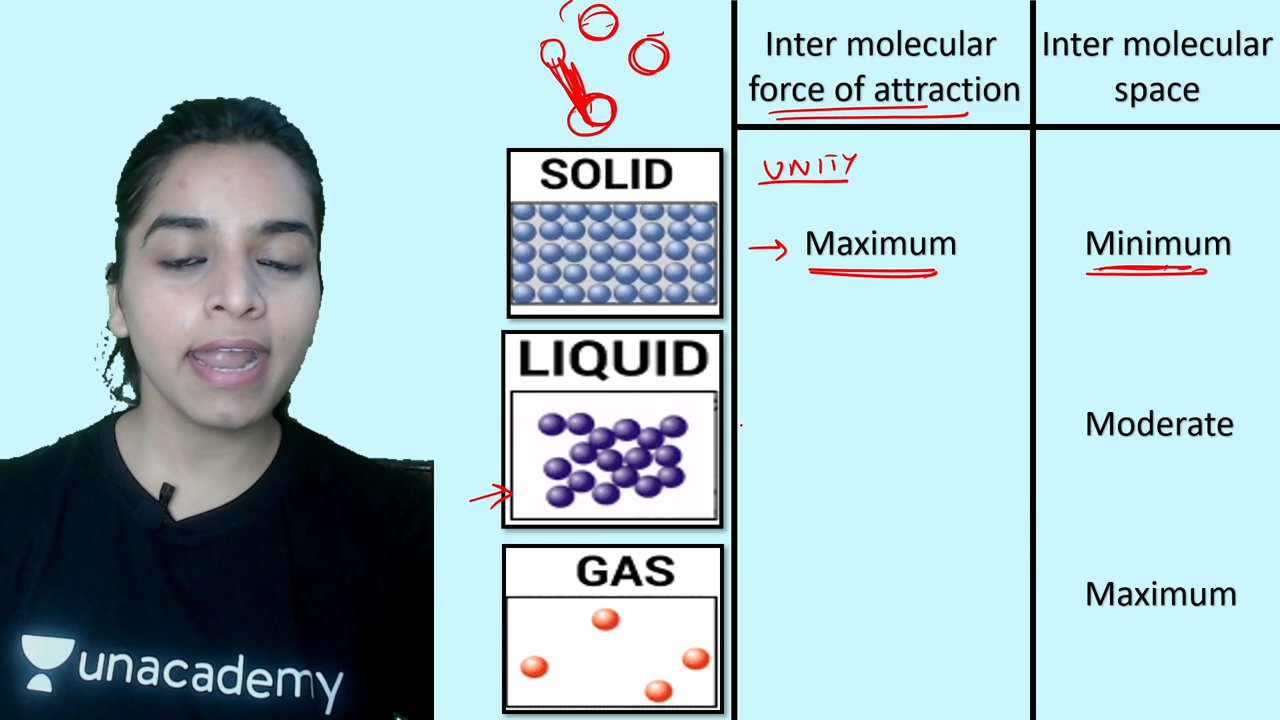 Inter molecular
force of attraction
Inter molecular
space
SOLID
UNITY
Maximum
Minimum
LIQUID
Moderate
GAS
Maximum
unacademy